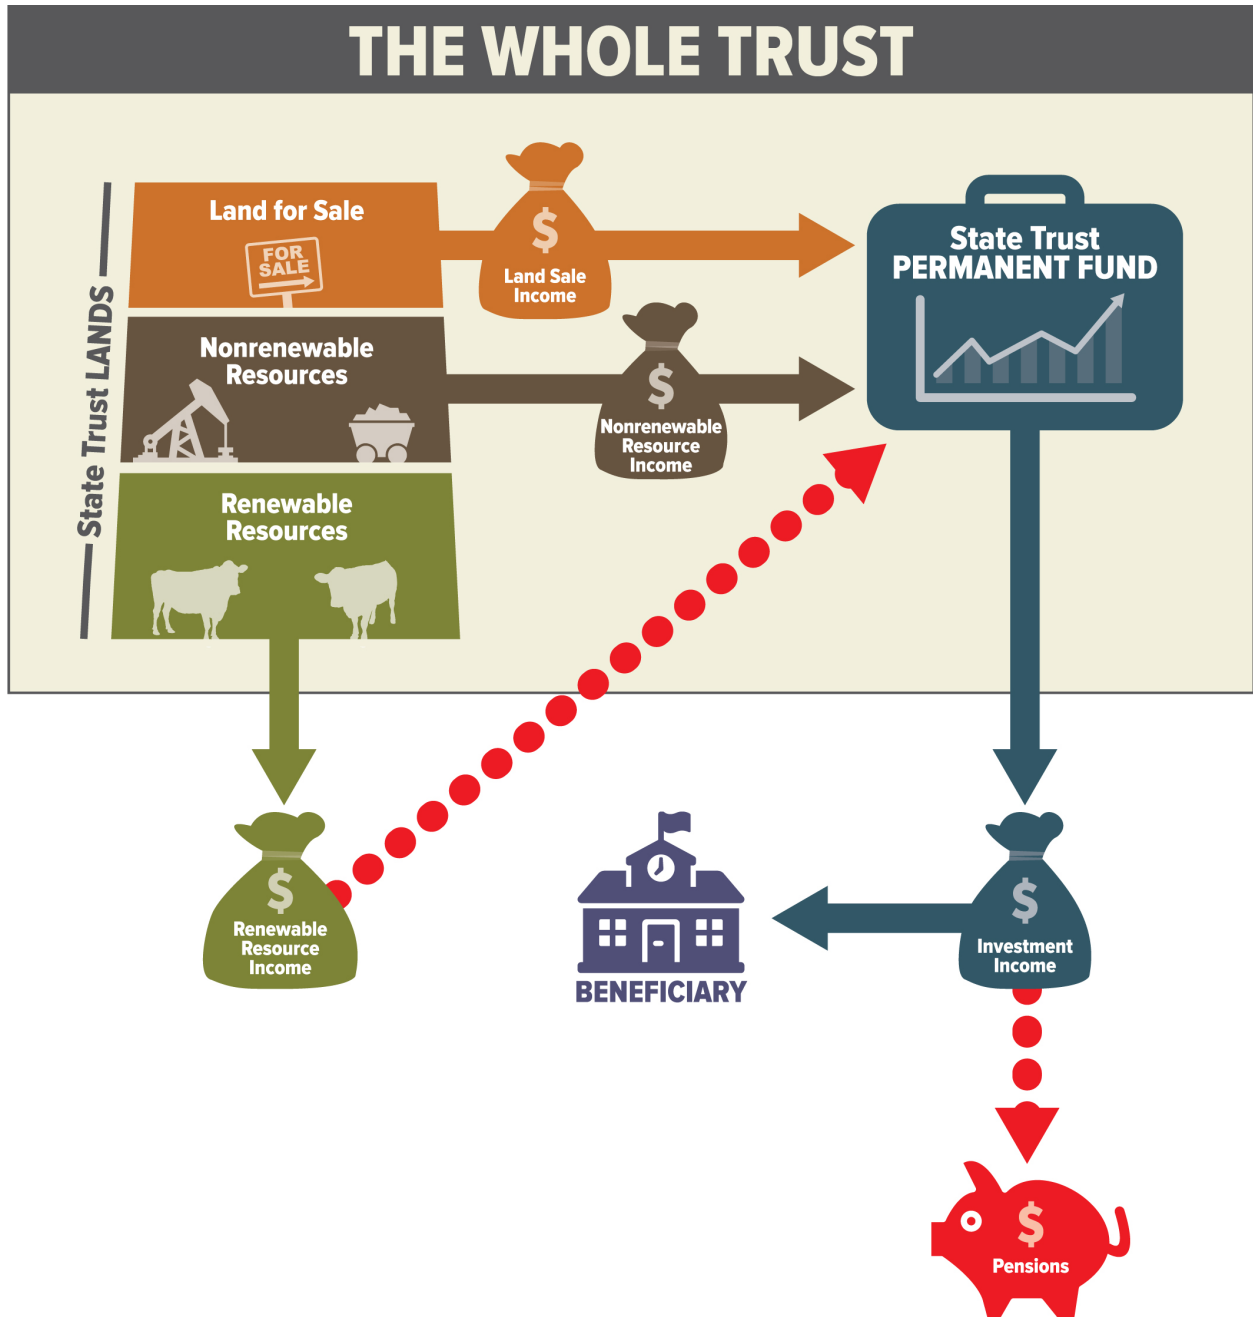 THE WHOLE TRUST
State Trust LANDS
Land for Sale
FOR
SALE
$
Land Sale
Income
State Trust
PERMANENT FUND
Nonrenewable
Resources
$
Nonrenewable
Resource
Income
Renewable
Resources
$
Renewable
Resource
Income
BENEFICIARY
$
Investment
Income
$
Pensions